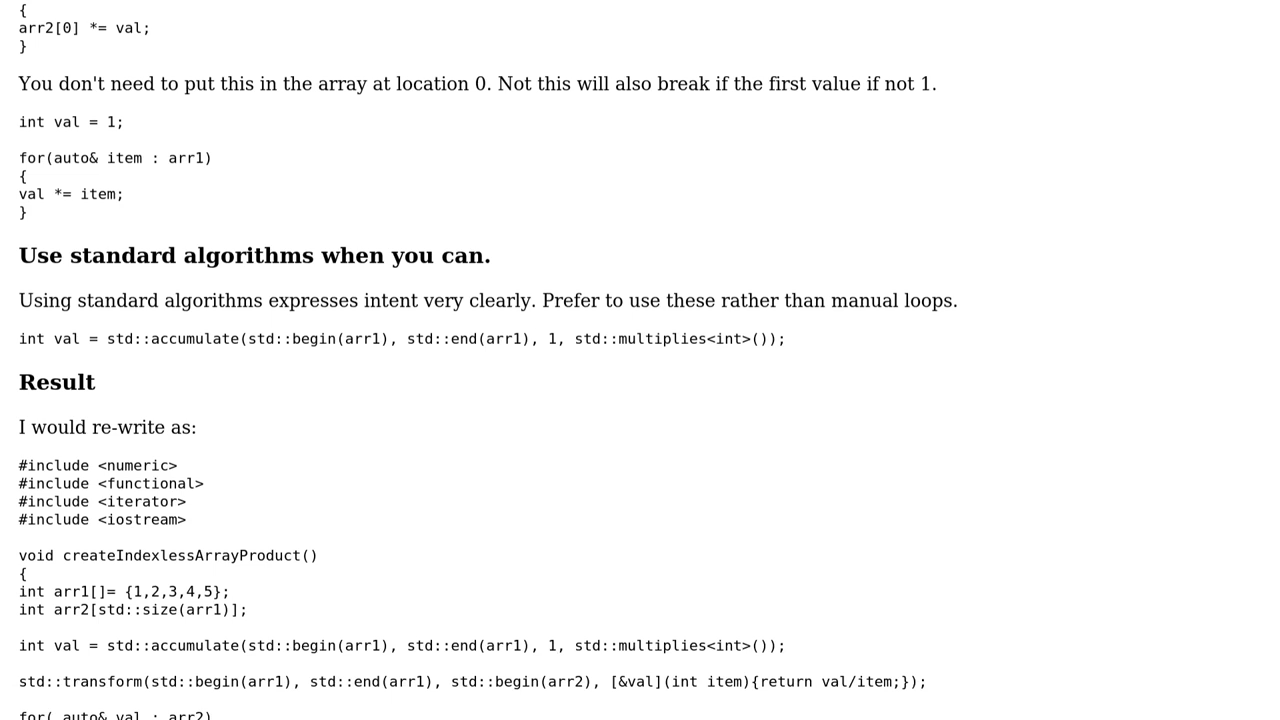 {
arr2[0] *= val;
}
You don't need to put this in the array at location 0. Not this will also break if the first value if not 1.
int val = 1;
for(auto& item : arr1)
{
val *= item;
}
Use standard algorithms when you can.
Using standard algorithms expresses intent very clearly. Prefer to use these rather than manual loops.
int val = std::accumulate(std::begin(arr1), std::end(arr1), 1, std::multiplies<int>());
Result
I would re-write as:
#include <numeric>
#include <functional>
#include <iterator>
#include <iostream>
void createIndexlessArrayProduct()
{
int arr1[]= {1,2,3,4,5};
int arr2[std::size(arr1)];
int val = std::accumulate(std::begin(arr1), std::end(arr1), 1, std::multiplies<int>());
std::transform(std::begin(arr1), std::end(arr1), std::begin(arr2), [&val](int item){return val/item;});
for( auto& val : arr2)